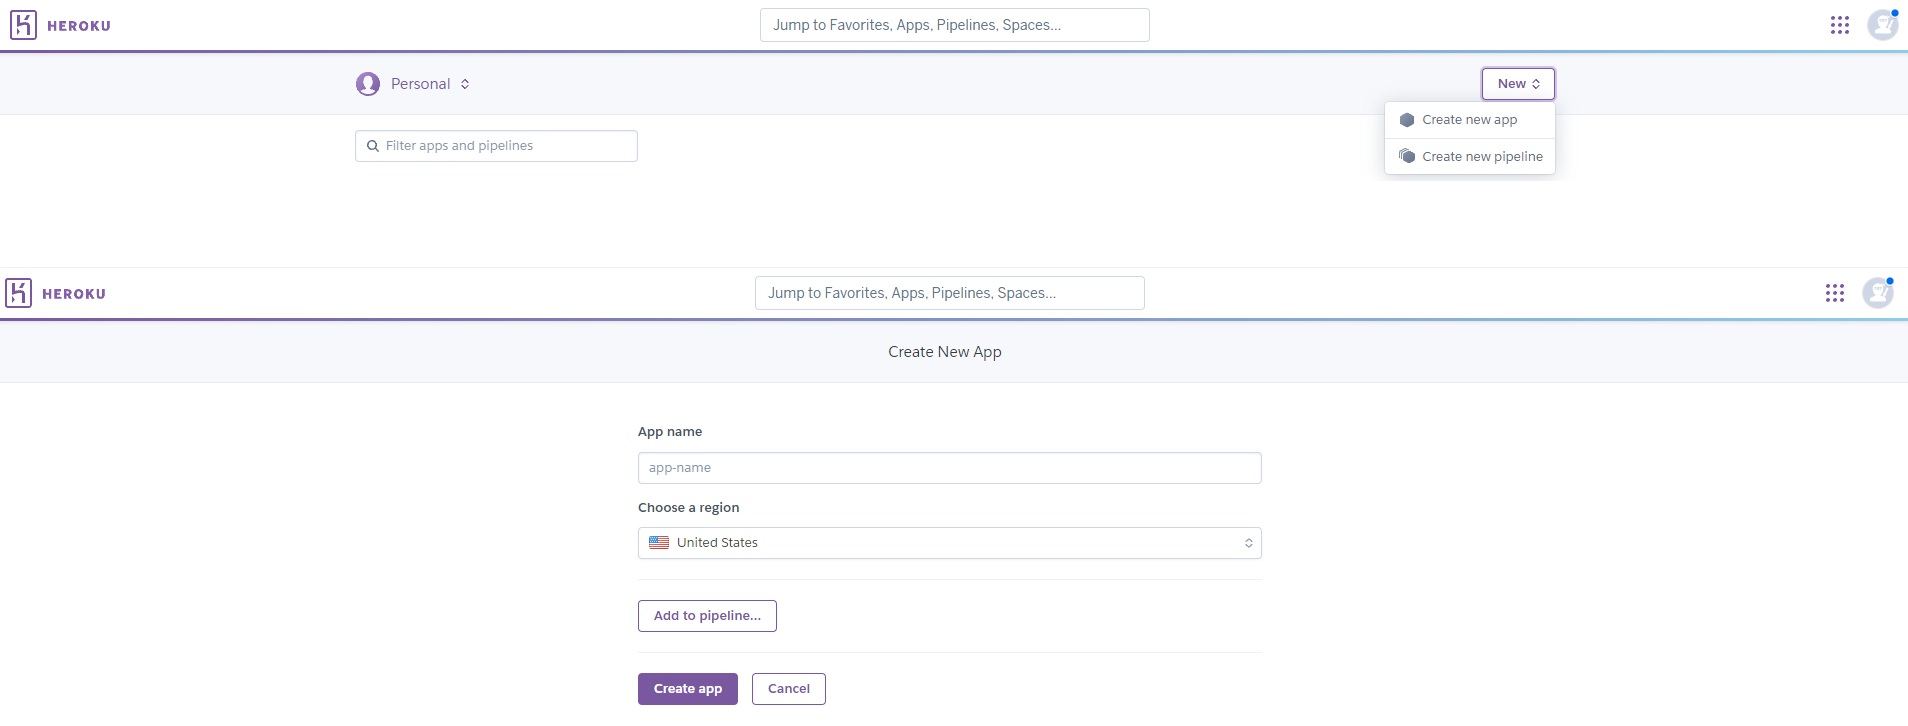 HEROKU
Jump to Favorites, Apps, Pipelines, Spaces...
Personal
New
Create new app
Create new pipeline
Filter apps and pipelines
HEROKU
Jump to Favorites, Apps, Pipelines, Spaces...
Create New App
App name
app-name
Choose a region
United States
Add to pipeline...
Create app
Cancel